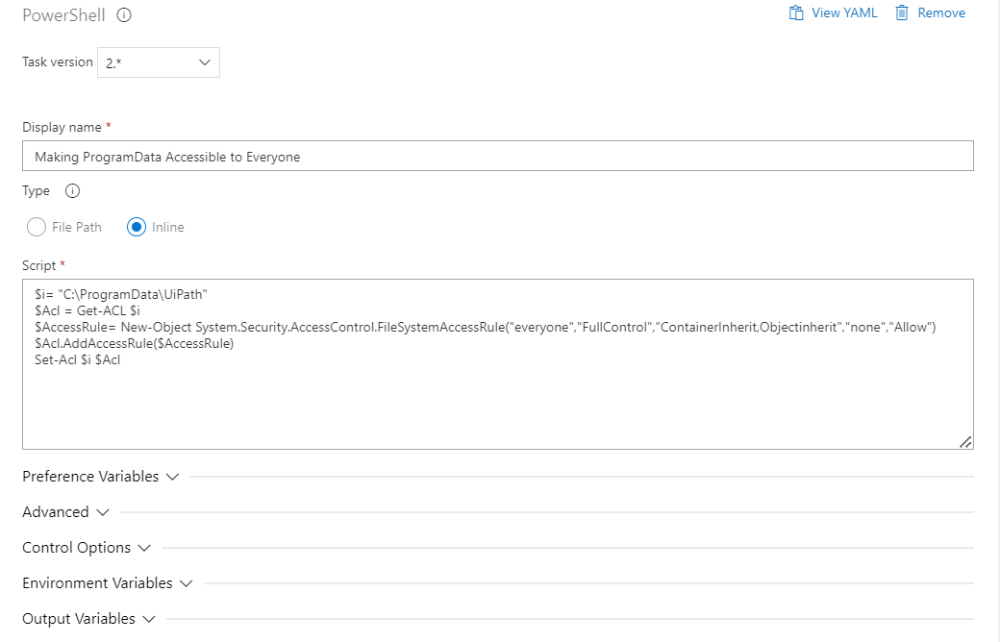 PowerShell
View YAML
Remove
Task version 2.*
Display name *
Making ProgramData Accessible to Everyone
Type
File Path
Inline
Script *
$i= "C:\ProgramData\UiPath"
$Acl = Get-ACL $i
$AccessRule= New-Object System.Security.AccessControl.FileSystemAccessRule("everyone","FullControl","ContainerInherit,Objectinherit","none","Allow")
$Acl.AddAccessRule($AccessRule)
Set-Acl $i $Acl
Preference Variables
Advanced
Control Options
Environment Variables
Output Variables